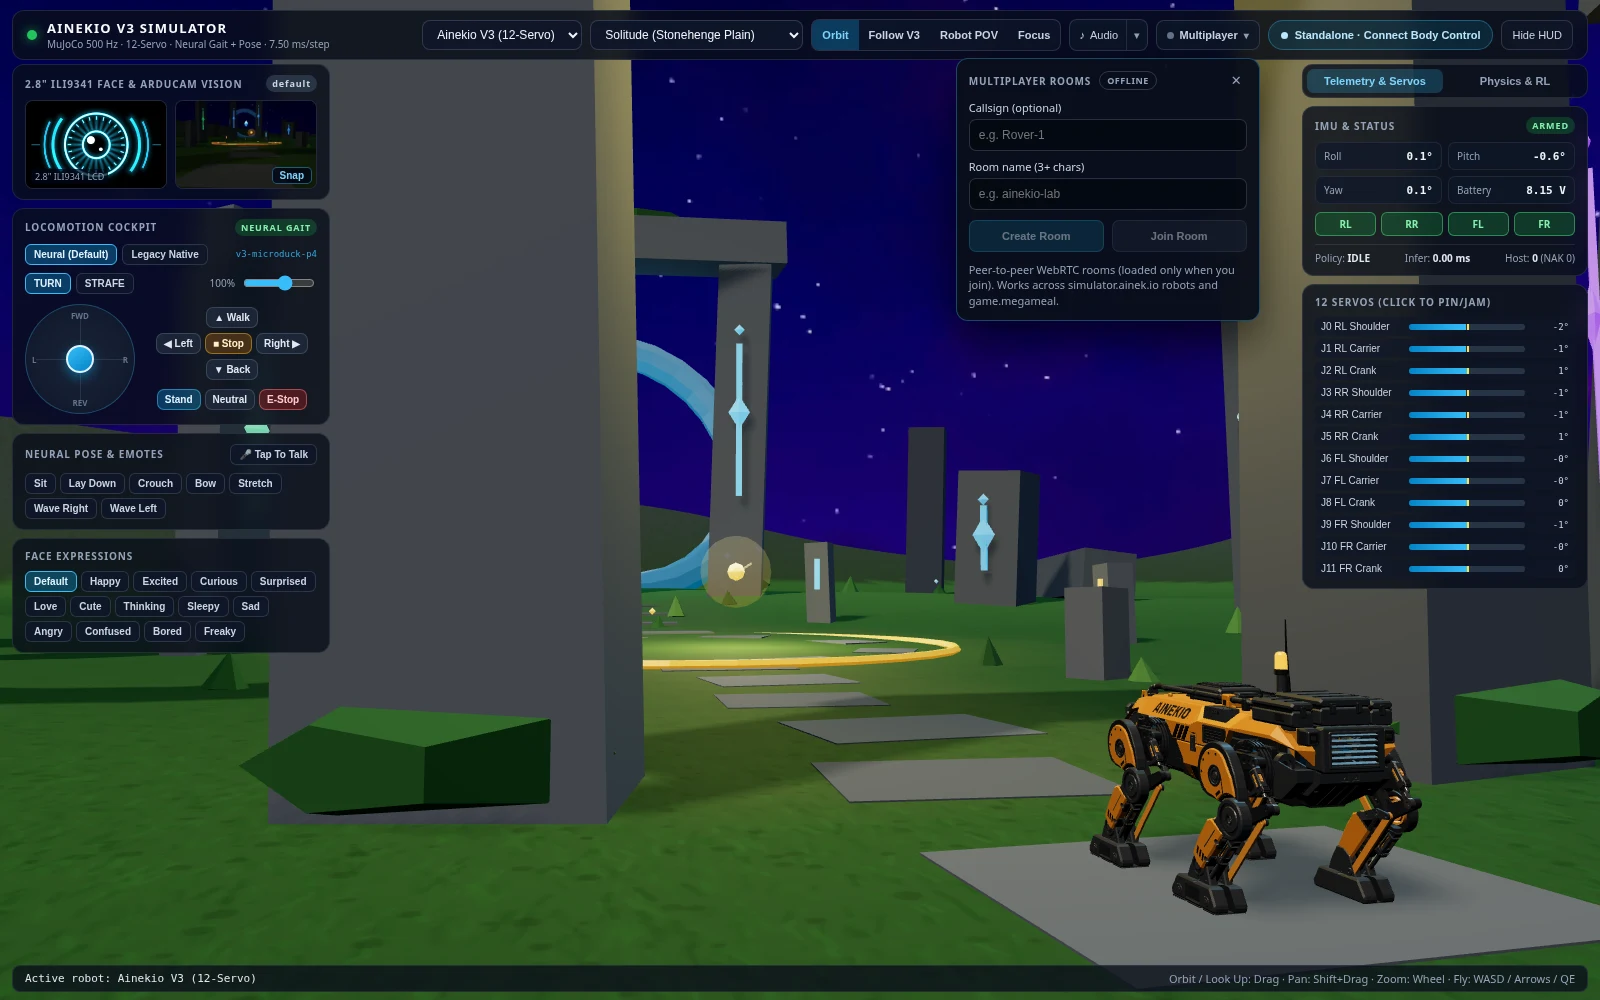 AINEKIO V3 SIMULATOR
MuJoCo 500 Hz · 12-Servo · Neural Gait + Pose · 7.50 ms/step
Ainekio V3 (12-Servo)
Solitude (Stonehenge Plain)
Orbit
Follow V3
Robot POV
Focus
♪ Audio ▾
Multiplayer ▾
Standalone · Connect Body Control
Hide HUD
2.8" ILI9341 FACE & ARDUCAM VISION
default
2.8" ILI9341 LCD
Snap
LOCOMOTION COCKPIT
NEURAL GAIT
Neural (Default)
Legacy Native
v3-microduck-p4
TURN
STRAFE
100%
FWD
L
R
REV
▲ Walk
◀ Left
■ Stop
Right ▶
▼ Back
Stand
Neutral
E-Stop
NEURAL POSE & EMOTES
🎤 Tap To Talk
Sit
Lay Down
Crouch
Bow
Stretch
Wave Right
Wave Left
FACE EXPRESSIONS
Default
Happy
Excited
Curious
Surprised
Love
Cute
Thinking
Sleepy
Sad
Angry
Confused
Bored
Freaky
MULTIPLAYER ROOMS
OFFLINE
✕
Callsign (optional)
e.g. Rover-1
Room name (3+ chars)
e.g. ainekio-lab
Create Room
Join Room
Peer-to-peer WebRTC rooms (loaded only when you
join). Works across simulator.ainek.io robots and
game.megameal.
Telemetry & Servos
Physics & RL
IMU & STATUS
ARMED
Roll 0.1°
Pitch -0.6°
Yaw 0.1°
Battery 8.15 V
RL
RR
FL
FR
Policy: IDLE
Infer: 0.00 ms
Host: 0 (NAK 0)
12 SERVOS (CLICK TO PIN/JAM)
J0 RL Shoulder -2°
J1 RL Carrier -1°
J2 RL Crank 1°
J3 RR Shoulder -1°
J4 RR Carrier -1°
J5 RR Crank 1°
J6 FL Shoulder -0°
J7 FL Carrier -0°
J8 FL Crank 0°
J9 FR Shoulder -1°
J10 FR Carrier -0°
J11 FR Crank 0°
AINEKIO
Active robot: Ainekio V3 (12-Servo)
Orbit / Look Up: Drag · Pan: Shift+Drag · Zoom: Wheel · Fly: WASD / Arrows / QE